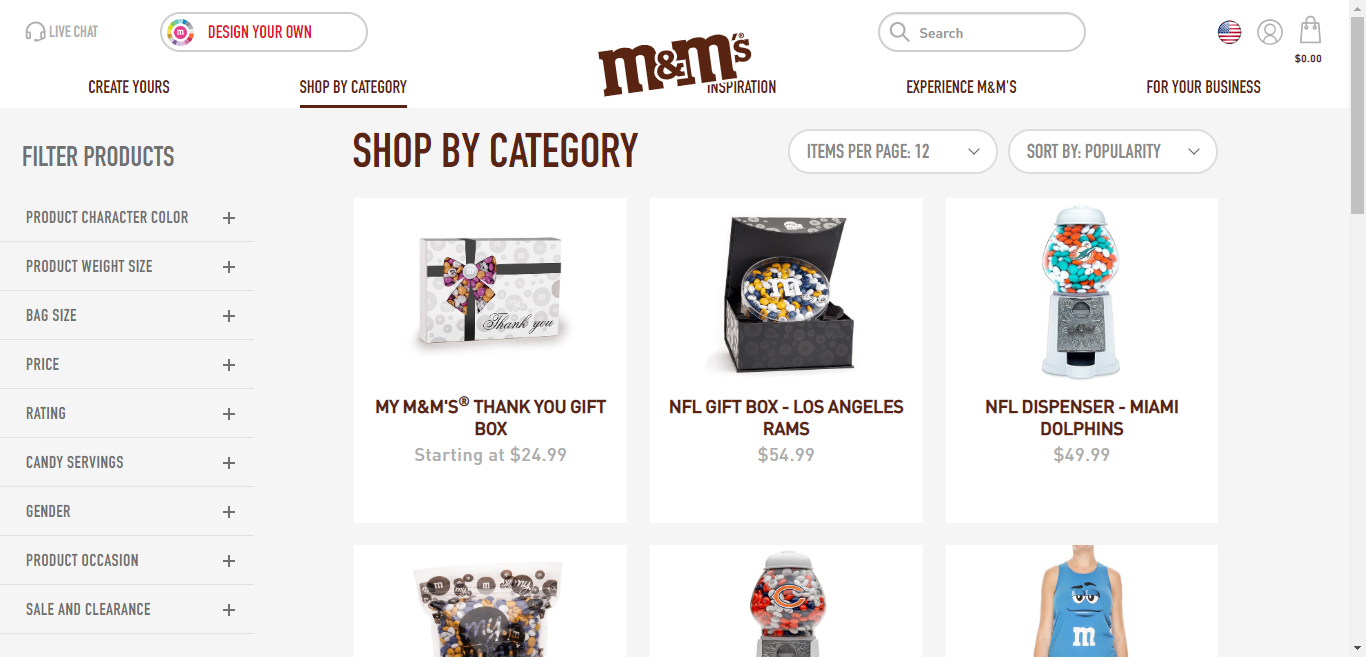 LIVE CHAT
DESIGN YOUR OWN
m&m's®
Search
$0.00
CREATE YOURS
SHOP BY CATEGORY
INSPIRATION
EXPERIENCE M&M'S
FOR YOUR BUSINESS
FILTER PRODUCTS
PRODUCT CHARACTER COLOR
PRODUCT WEIGHT SIZE
BAG SIZE
PRICE
RATING
CANDY SERVINGS
GENDER
PRODUCT OCCASION
SALE AND CLEARANCE
SHOP BY CATEGORY
ITEMS PER PAGE: 12
SORT BY: POPULARITY
m
Thank you
MY M&M'S® THANK YOU GIFT
BOX
Starting at $24.99
m
NFL GIFT BOX - LOS ANGELES
RAMS
$54.99
NFL DISPENSER - MIAMI
DOLPHINS
$49.99
my
C
m